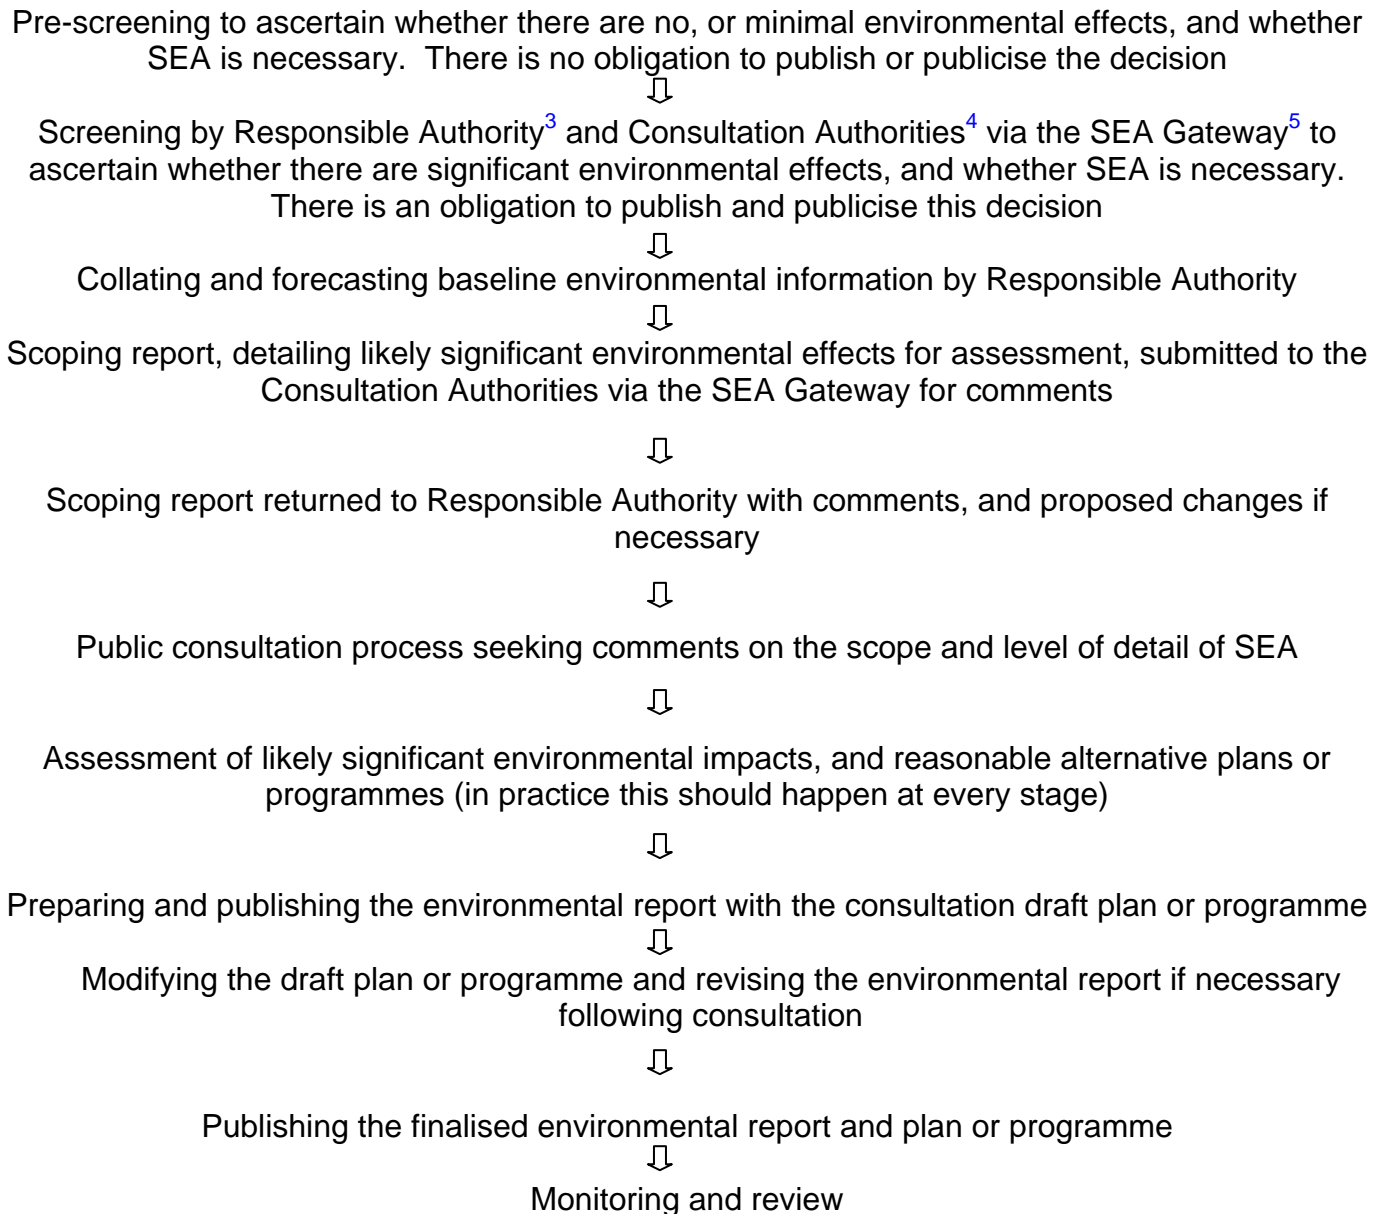 Pre-screening to ascertain whether there are no, or minimal environmental effects, and whether
SEA is necessary.  There is no obligation to publish or publicise the decision
⇩
Screening by Responsible Authority3 and Consultation Authorities4 via the SEA Gateway5 to
ascertain whether there are significant environmental effects, and whether SEA is necessary.
There is an obligation to publish and publicise this decision
⇩
Collating and forecasting baseline environmental information by Responsible Authority
⇩
Scoping report, detailing likely significant environmental effects for assessment, submitted to the
Consultation Authorities via the SEA Gateway for comments
⇩
Scoping report returned to Responsible Authority with comments, and proposed changes if
necessary
⇩
Public consultation process seeking comments on the scope and level of detail of SEA
⇩
Assessment of likely significant environmental impacts, and reasonable alternative plans or
programmes (in practice this should happen at every stage)
⇩
Preparing and publishing the environmental report with the consultation draft plan or programme
⇩
Modifying the draft plan or programme and revising the environmental report if necessary
following consultation
⇩
Publishing the finalised environmental report and plan or programme
⇩
Monitoring and review